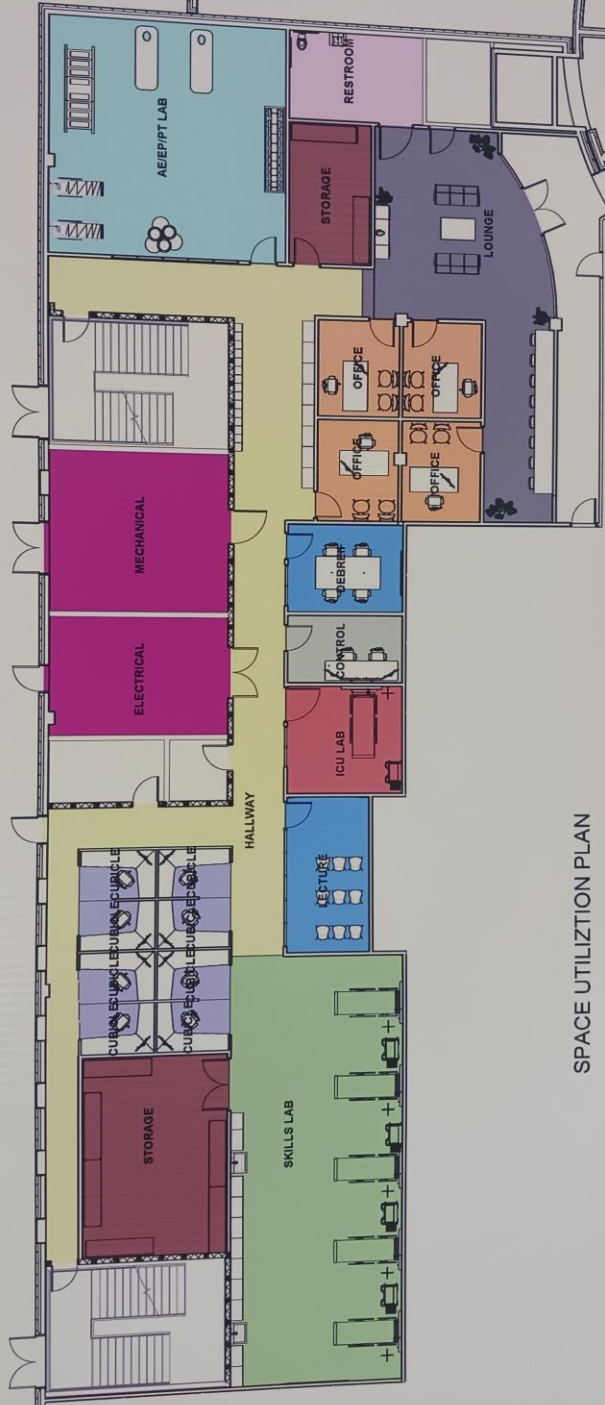 CUBICLE CUBICLE CUBICLE CUBICLE
STORAGE
ELECTRICAL
MECHANICAL
AE/EP/PT LAB
CUBICLE CUBICLE CUBICLE CUBICLE
HALLWAY
SKILLS LAB
LECTURE
ICU LAB
CONTROL
DEBREIF
OFFICE
OFFICE
OFFICE
OFFICE
STORAGE
RESTROOM
LOUNGE
SPACE UTILIZTION PLAN